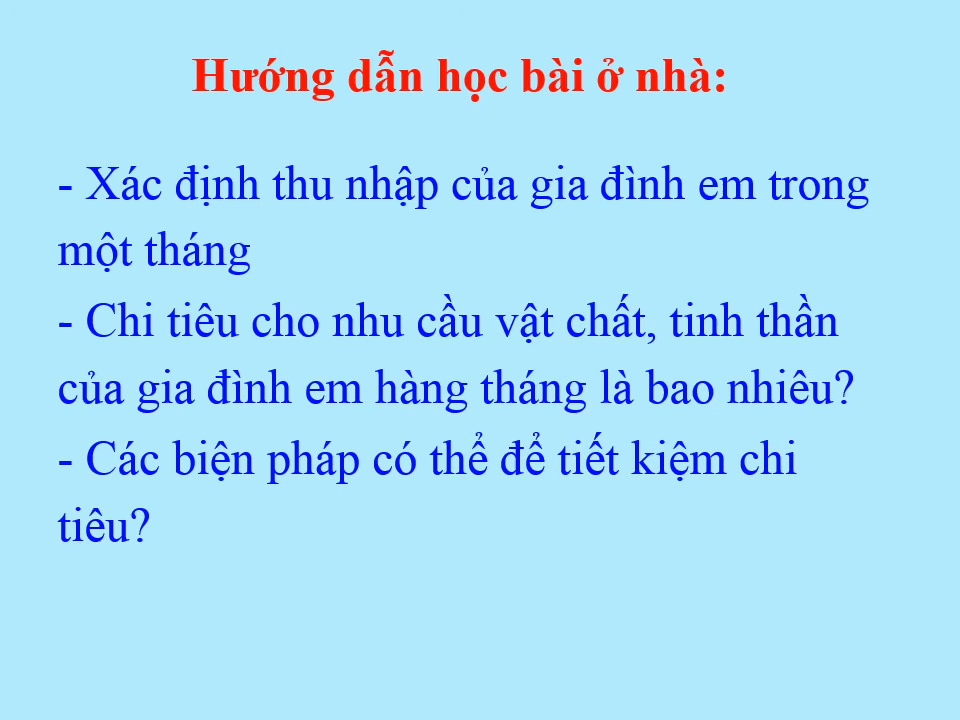 Hướng dẫn học bài ở nhà:
- Xác định thu nhập của gia đình em trong
một tháng
- Chi tiêu cho nhu cầu vật chất, tinh thần
của gia đình em hàng tháng là bao nhiêu?
- Các biện pháp có thể để tiết kiệm chi
tiêu?